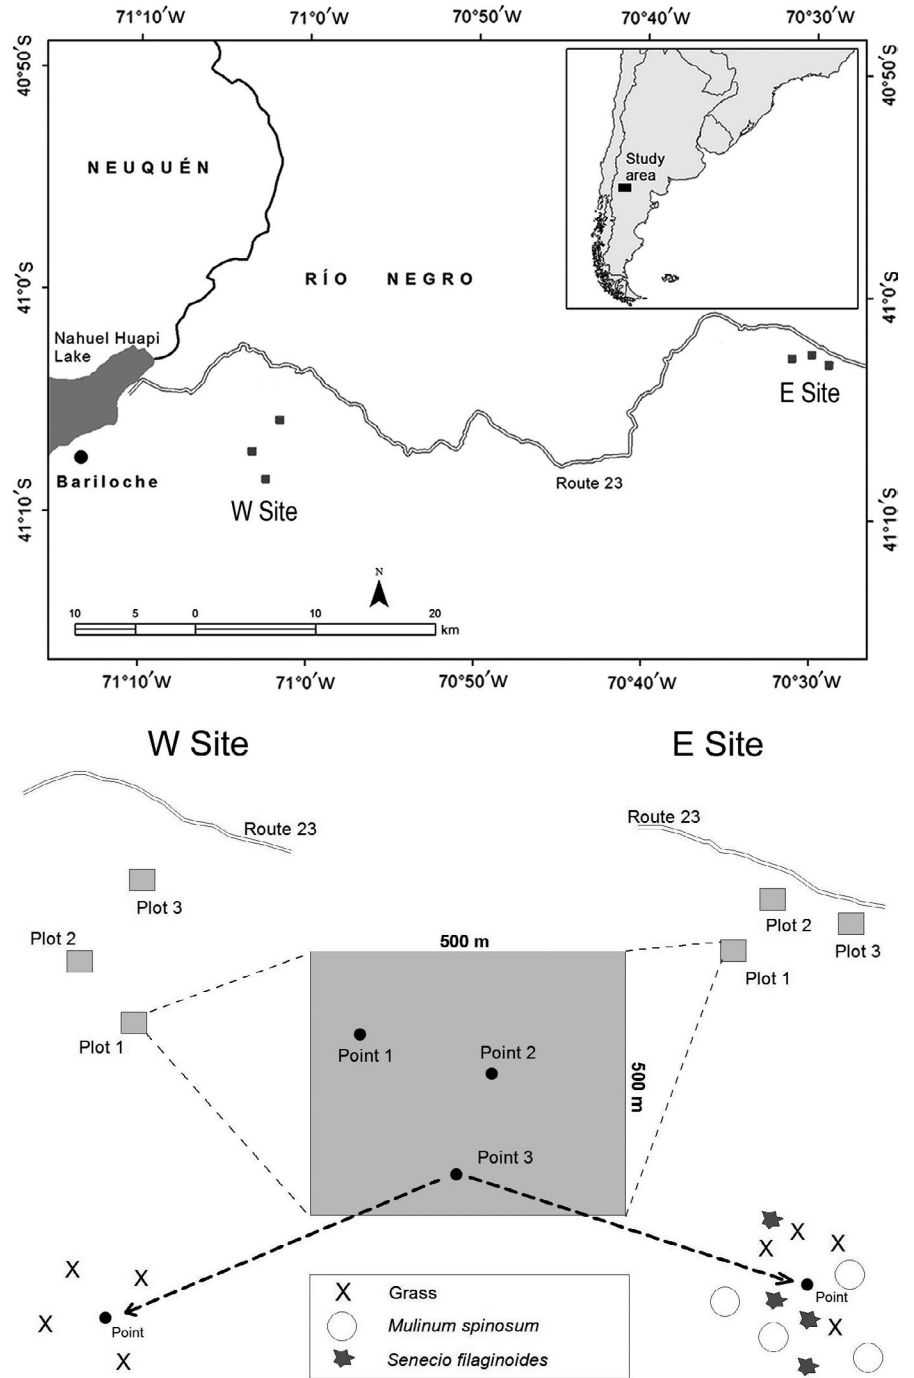 71°10′W 71°0′W 70°50′W 70°40′W 70°30′W
40°50′S
40°50′S
NEUQUÉN
Study
area
RÍO NEGRO
41°0′S
41°0′S
Nahuel Huapi
Lake
E Site
Bariloche
W Site
Route 23
41°10′S
41°10′S
N
10 5 0 10 20
km
71°10′W 71°0′W 70°50′W 70°40′W 70°30′W
W Site
E Site
Route 23
Route 23
Plot 3
Plot 2
Plot 1
Plot 2
Plot 3
Plot 1
500 m
500 m
Point 1
Point 2
Point 3
Point
Point
X Grass
Mulinum spinosum
Senecio filaginoides